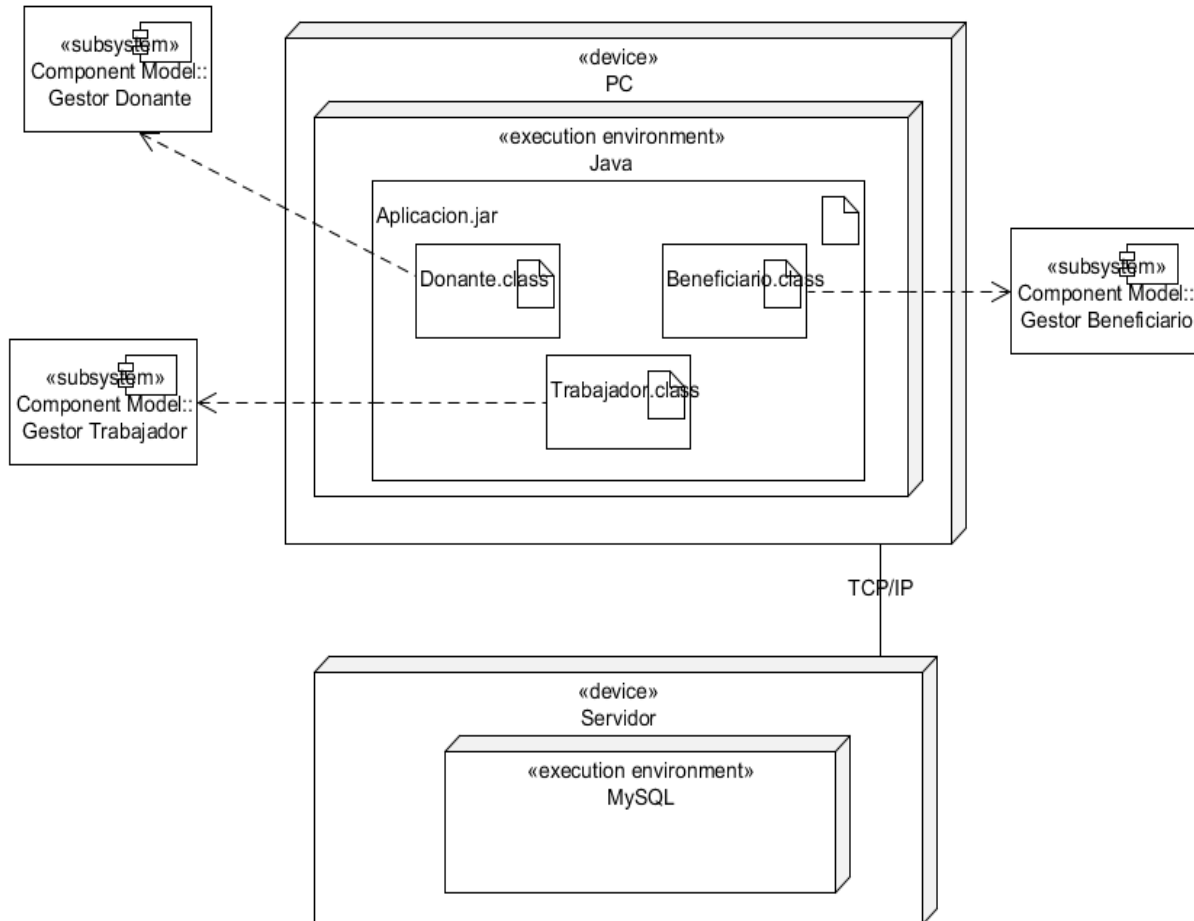 «subsystem»
Component Model::
Gestor Donante
«device»
PC
«execution environment»
Java
Aplicacion.jar
Donante.class
Beneficiario.class
«subsystem»
Component Model::
Gestor Beneficiario
«subsystem»
Component Model::
Gestor Trabajador
Trabajador.class
TCP/IP
«device»
Servidor
«execution environment»
MySQL